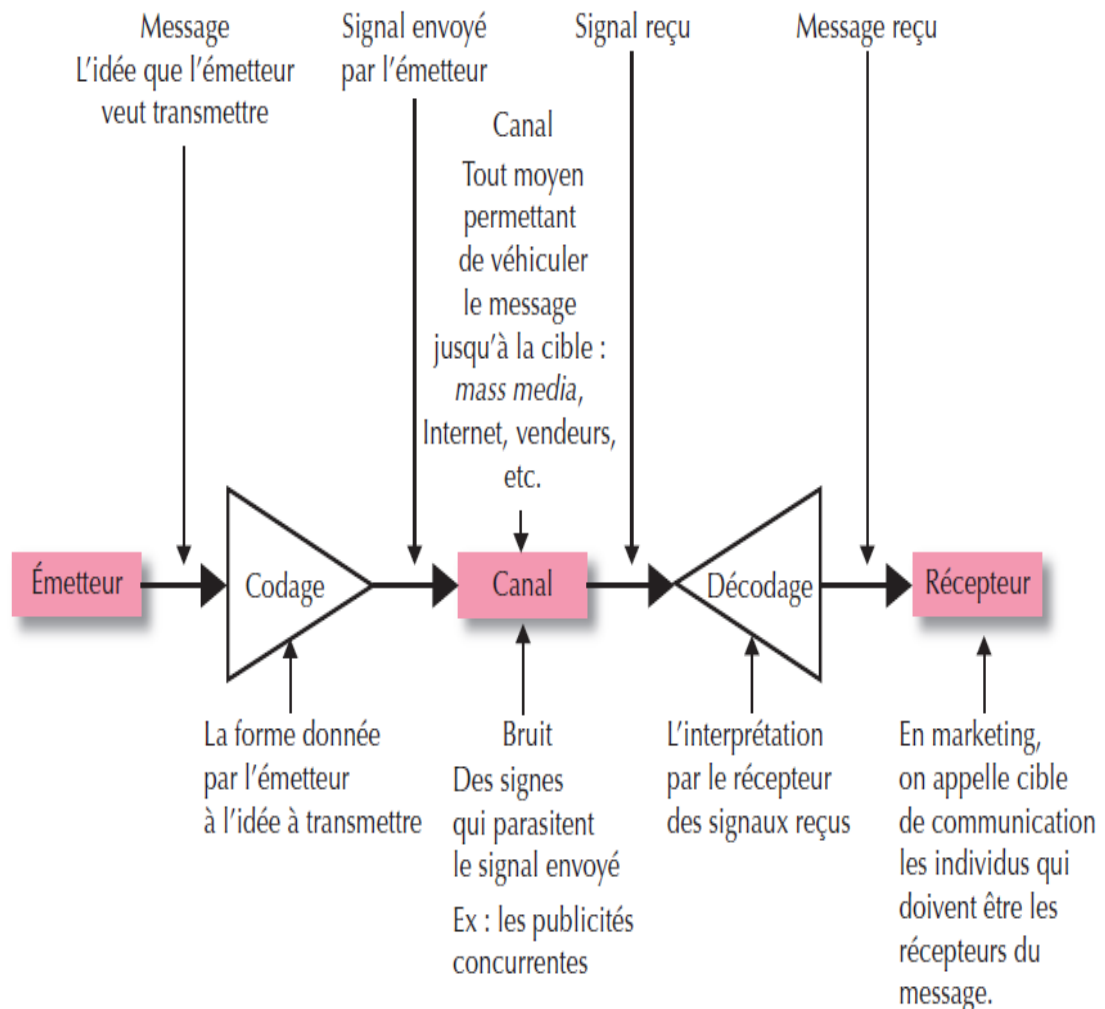 Message
L'idée que l'émetteur
veut transmettre
Signal envoyé
par l'émetteur
Signal reçu
Message reçu
Canal
Tout moyen
permettant
de véhiculer
le message
jusqu'à la cible :
mass media,
Internet, vendeurs,
etc.
Émetteur
Codage
Canal
Décodage
Récepteur
La forme donnée
par l'émetteur
à l'idée à transmettre
Bruit
Des signes
qui parasitent
le signal envoyé
Ex : les publicités
concurrentes
L'interprétation
par le récepteur
des signaux reçus
En marketing,
on appelle cible
de communication
les individus qui
doivent être les
récepteurs du
message.